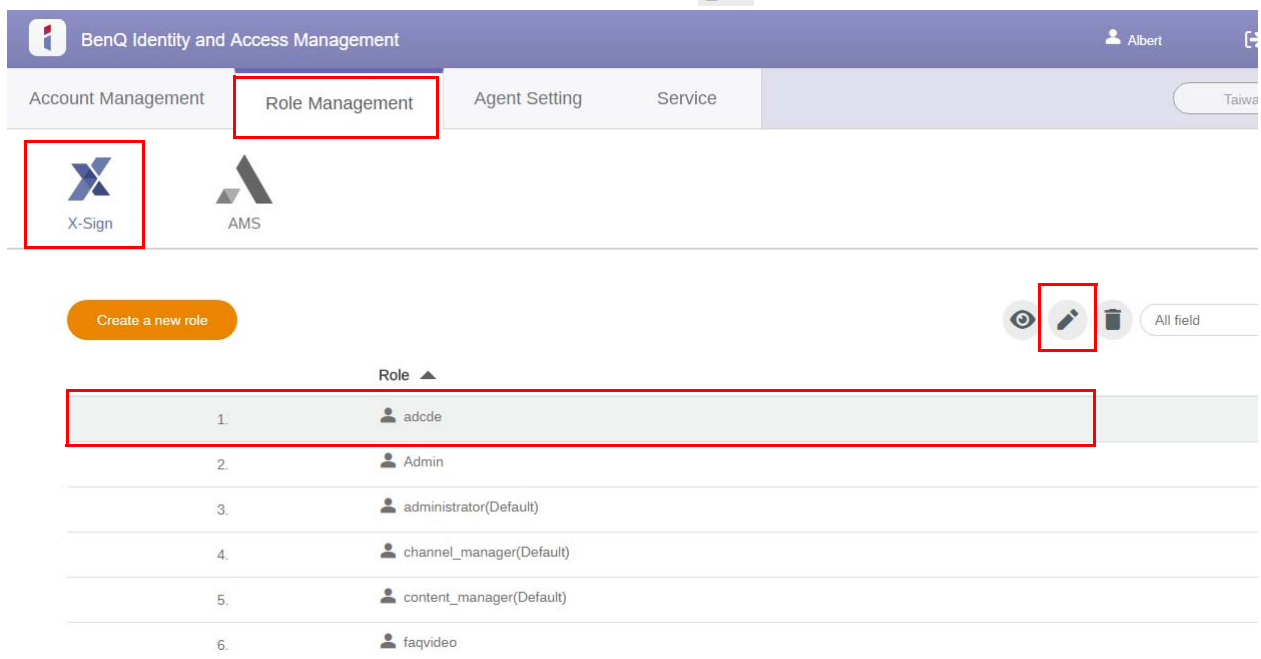 BenQ Identity and Access Management
Albert
Account Management
Role Management
Agent Setting
Service
Taiwa
X-Sign
AMS
Create a new role
All field
Role
1. adcde
2. Admin
3. administrator(Default)
4. channel_manager(Default)
5. content_manager(Default)
6. faqvideo